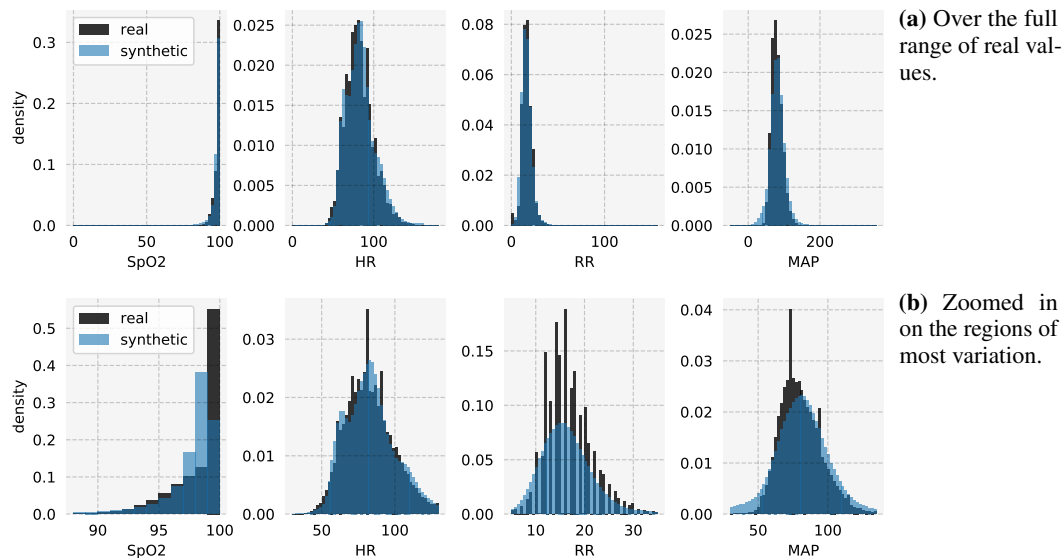 real
synthetic
density
0.3
0.2
0.1
0.0
0
50
100
SpO2
0.025
0.020
0.015
0.010
0.005
0.000
0
100
HR
0.08
0.06
0.04
0.02
0.00
0
100
RR
0.025
0.020
0.015
0.010
0.005
0.000
0
200
MAP
(a) Over the full
range of real val-
ues.
real
synthetic
density
0.5
0.4
0.3
0.2
0.1
0.0
90
95
100
SpO2
0.03
0.02
0.01
0.00
50
100
HR
0.15
0.10
0.05
0.00
10
20
30
RR
0.04
0.03
0.02
0.01
0.00
50
100
MAP
(b) Zoomed in
on the regions of
most variation.